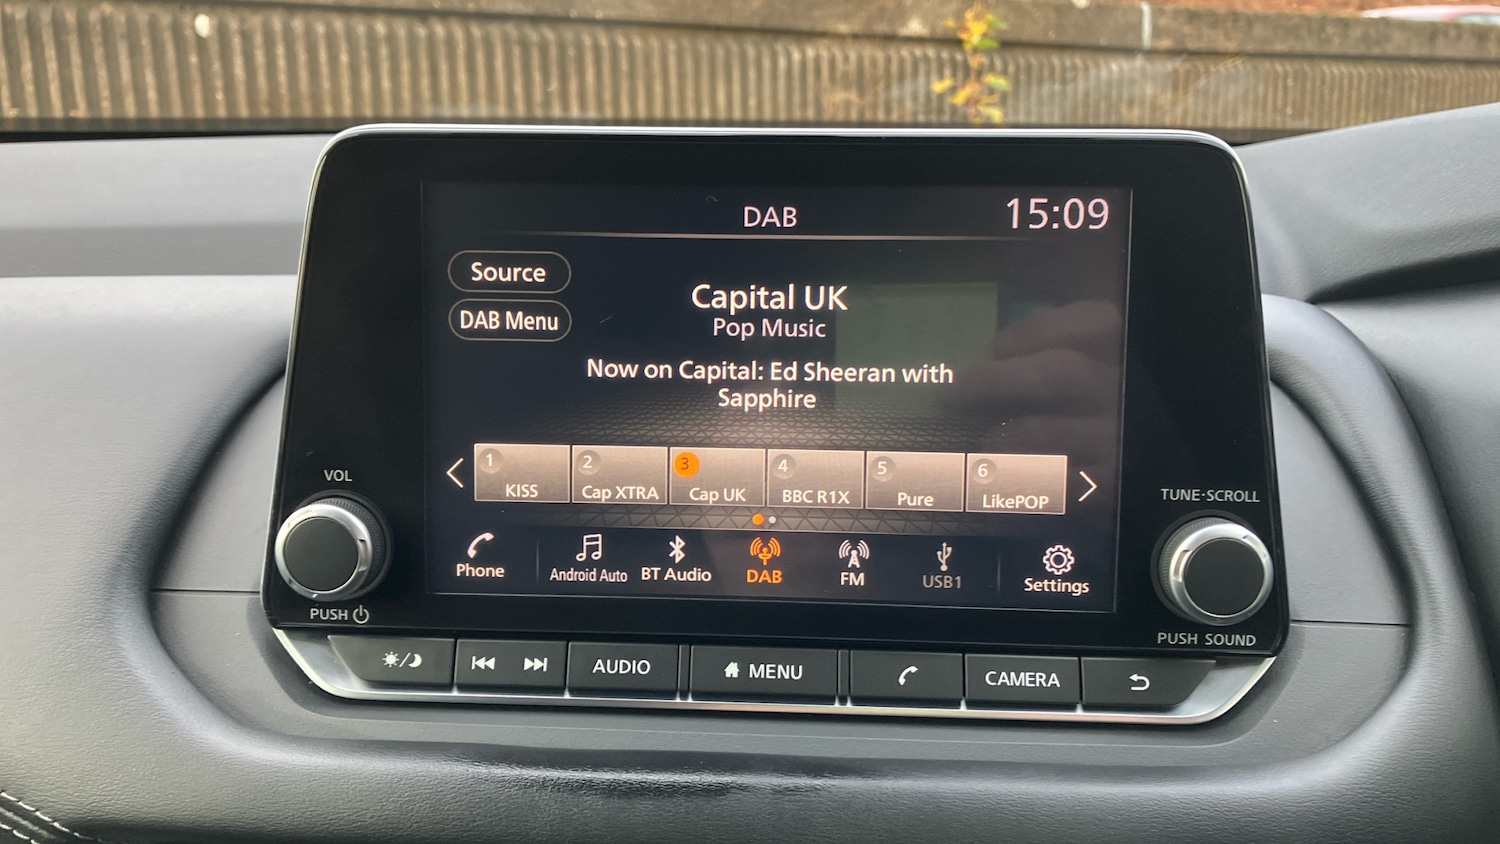 DAB
15:09
Source
DAB Menu
Capital UK
Pop Music
Now on Capital: Ed Sheeran with
Sapphire
1
KISS
2
Cap XTRA
3
Cap UK
4
BBC R1X
5
Pure
6
LikePOP
Phone
Android Auto
BT Audio
DAB
FM
USB1
Settings
VOL
PUSH
TUNE·SCROLL
PUSH SOUND
AUDIO
MENU
CAMERA